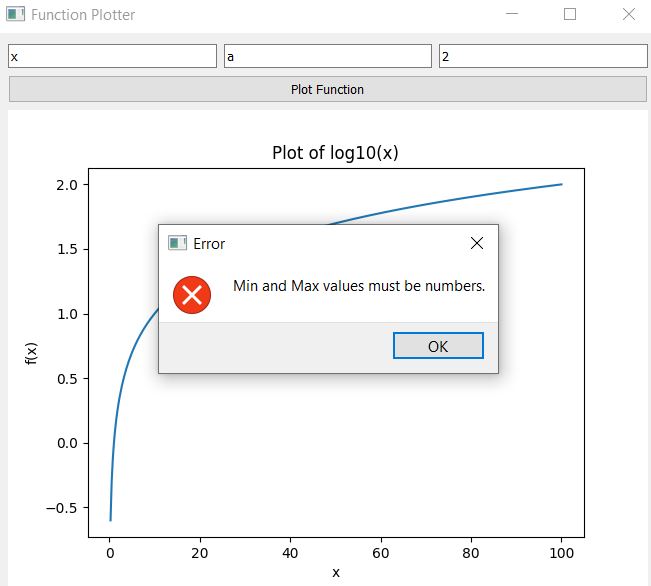 Function Plotter
x a 2
Plot Function
Plot of log10(x)
Error
Min and Max values must be numbers.
OK
2.0
1.5
1.0
0.5
0.0
−0.5
f(x)
0 20 40 60 80 100
x